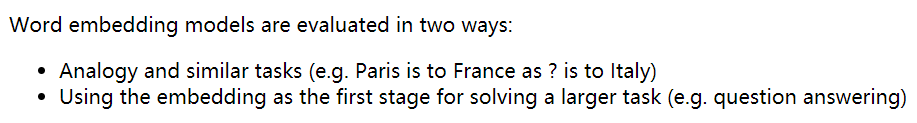 Word embedding models are evaluated in two ways:
• Analogy and similar tasks (e.g. Paris is to France as ? is to Italy)
• Using the embedding as the first stage for solving a larger task (e.g. question answering)